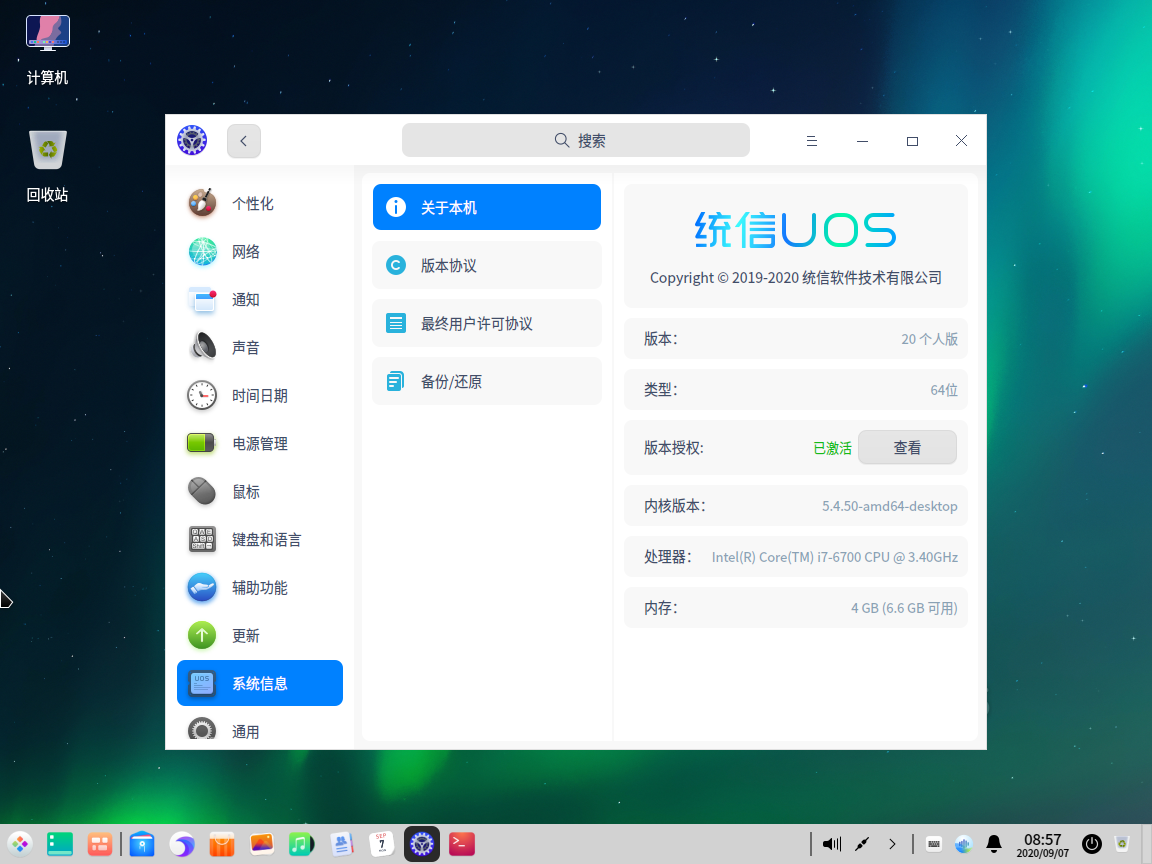 计算机
回收站
搜索
个性化
网络
通知
声音
时间日期
电源管理
鼠标
键盘和语言
辅助功能
更新
UOS
系统信息
通用
关于本机
版本协议
最终用户许可协议
备份/还原
统信UOS
Copyright © 2019-2020 统信软件技术有限公司
版本: 20 个人版
类型: 64位
版本授权: 已激活 查看
内核版本: 5.4.50-amd64-desktop
处理器: Intel(R) Core(TM) i7-6700 CPU @ 3.40GHz
内存: 4 GB (6.6 GB 可用)
SEP
7
08:57
2020/09/07